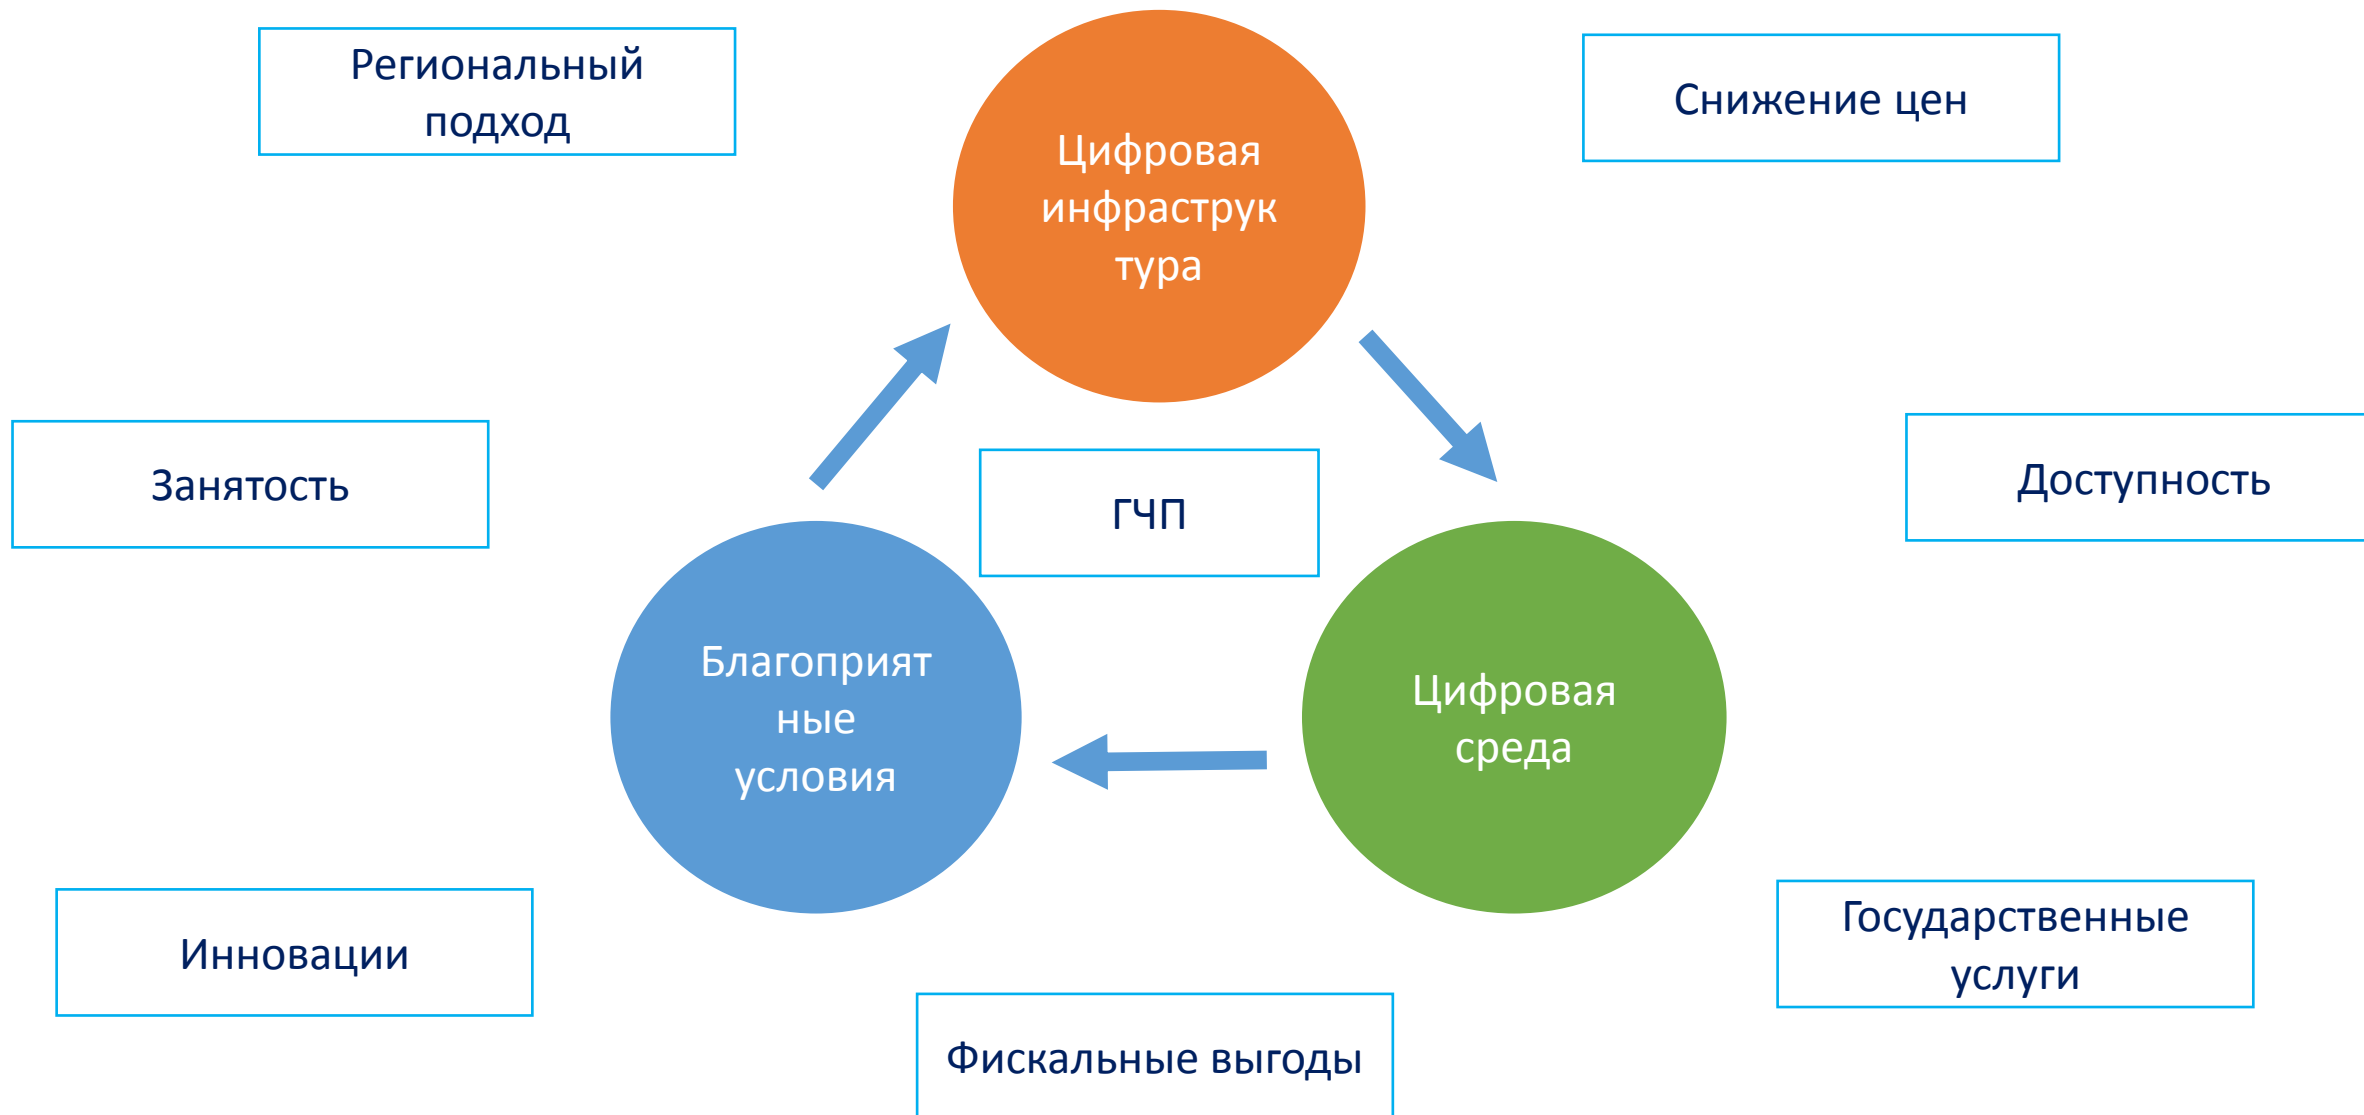 Региональный
подход
Цифровая
инфраструк
тура
Снижение цен
Занятость
ГЧП
Доступность
Благоприят
ные
условия
Цифровая
среда
Инновации
Государственные
услуги
Фискальные выгоды